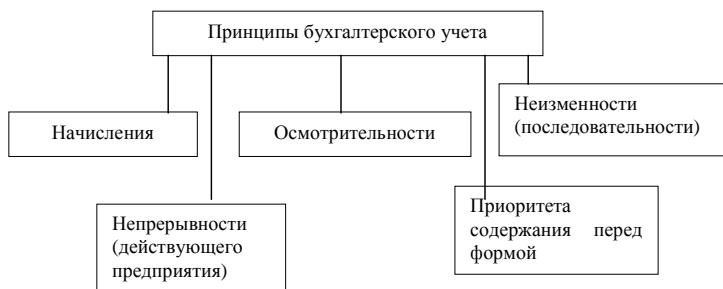 Принципы бухгалтерского учета
Начисления
Осмотрительности
Неизменности
(последовательности)
Непрерывности
(действующего
предприятия)
Приоритета
содержания перед
формой